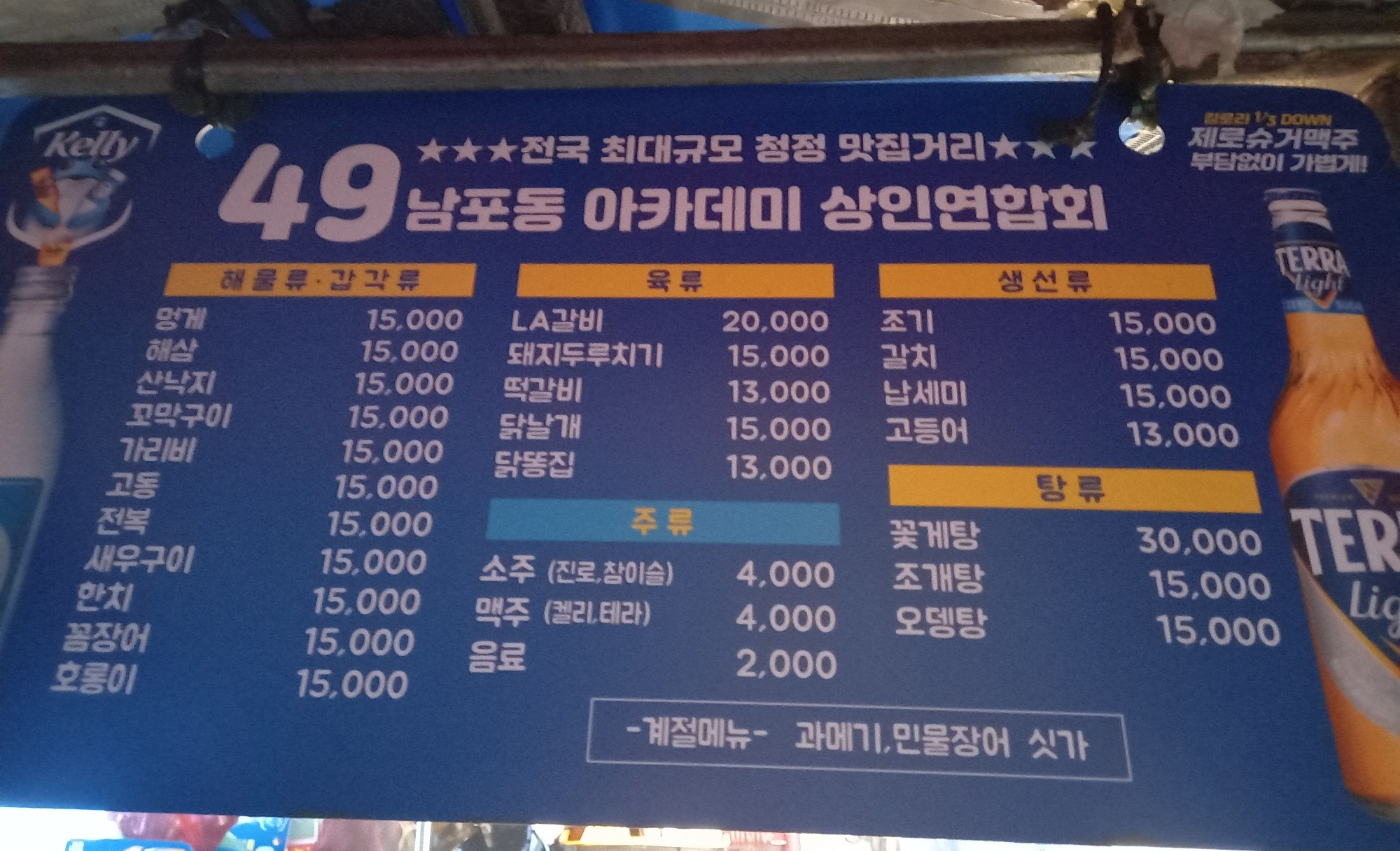 Kelly
칼로리 1/3 DOWN
제로슈거맥주
부담없이 가볍게!
★★★전국 최대규모 청정 맛집거리★★★
49 남포동 아카데미 상인연합회
해물류·갑각류
멍게 15,000
해삼 15,000
산낙지 15,000
꼬막구이 15,000
가리비 15,000
고동 15,000
전복 15,000
새우구이 15,000
한치 15,000
꼼장어 15,000
호롱이 15,000
육류
LA갈비 20,000
돼지두루치기 15,000
떡갈비 13,000
닭날개 15,000
닭똥집 13,000
주류
소주 (진로,참이슬) 4,000
맥주 (켈리,테라) 4,000
음료 2,000
생선류
조기 15,000
갈치 15,000
납세미 15,000
고등어 13,000
탕류
꽃게탕 30,000
조개탕 15,000
오뎅탕 15,000
-계절메뉴- 과메기,민물장어 싯가
TERRA
light
TER
Lig